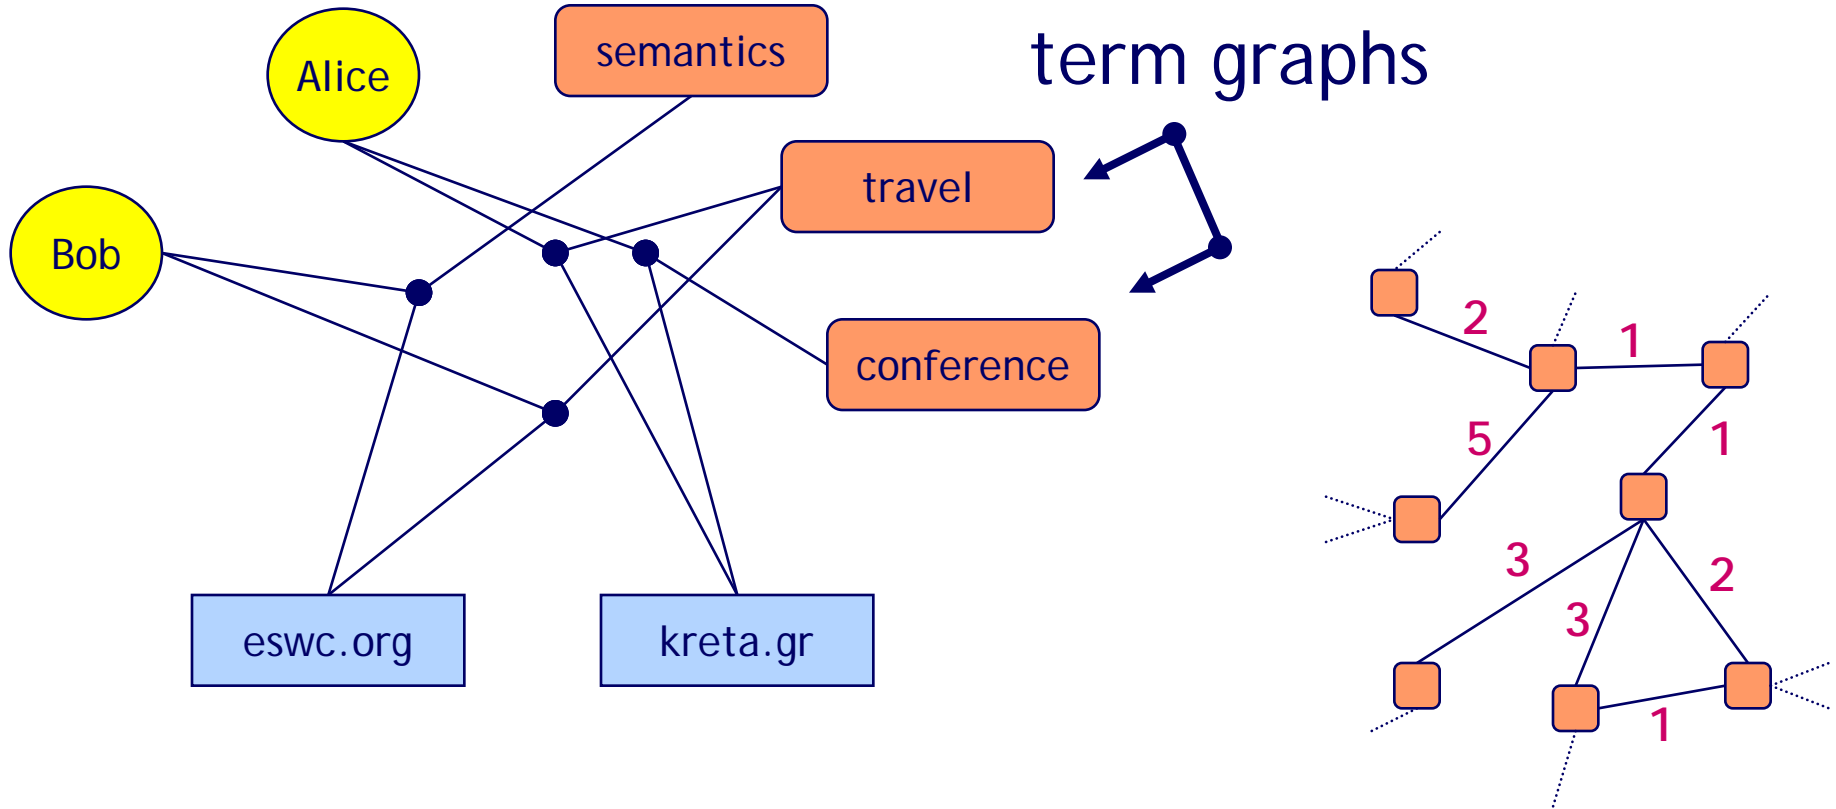 term graphs
Alice
semantics
travel
Bob
conference
eswc.org
kreta.gr
2
1
5
1
3
2
3
1